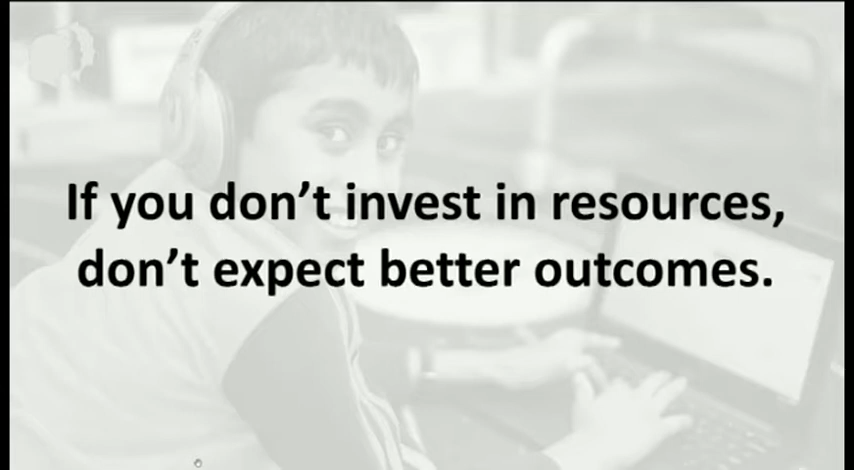 If you don’t invest in resources,
don’t expect better outcomes.